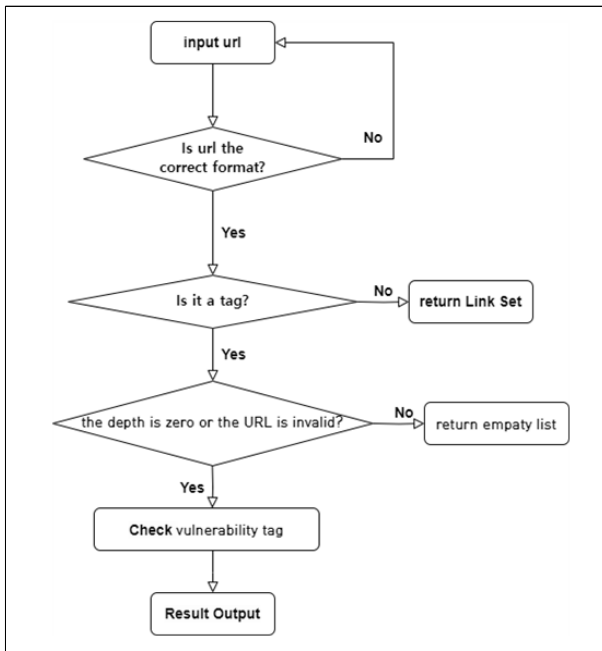 input url
Is url the
correct format?
No
Yes
Is it a tag?
No
return Link Set
Yes
the depth is zero or the URL is invalid?
No
return empaty list
Yes
Check vulnerability tag
Result Output